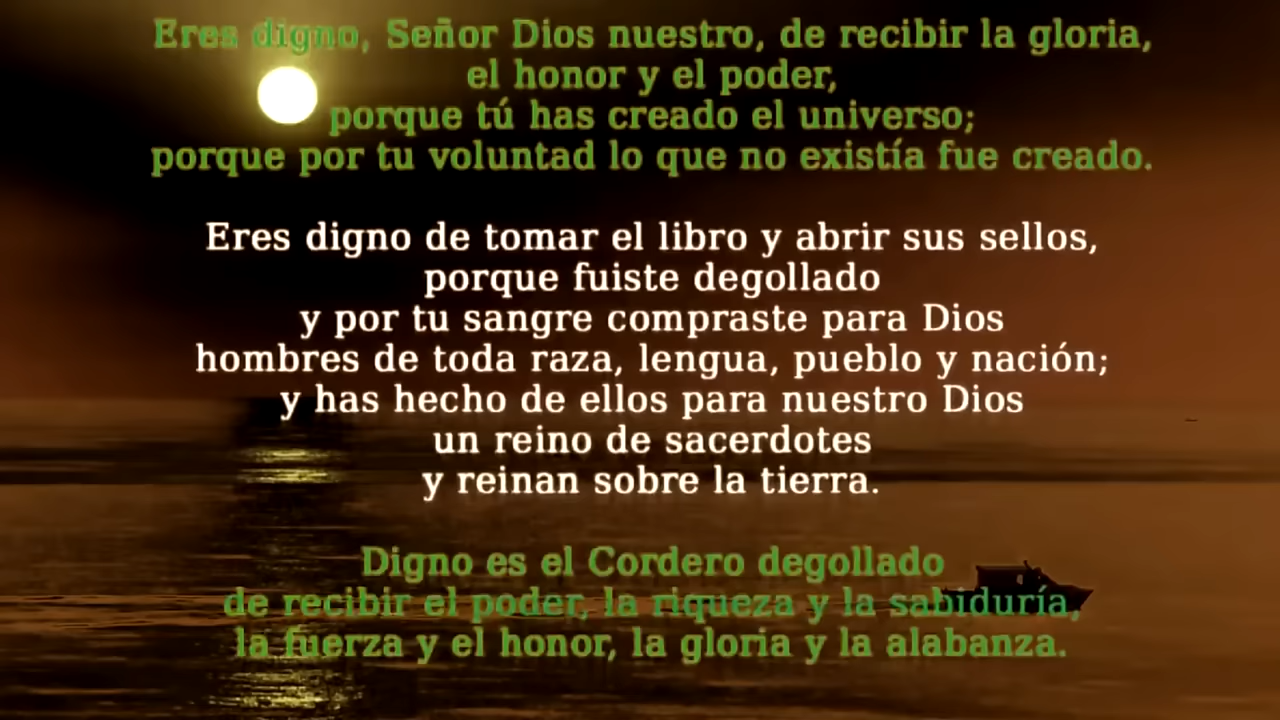 Eres digno, Señor Dios nuestro, de recibir la gloria,
el honor y el poder,
porque tú has creado el universo;
porque por tu voluntad lo que no existía fue creado.
Eres digno de tomar el libro y abrir sus sellos,
porque fuiste degollado
y por tu sangre compraste para Dios
hombres de toda raza, lengua, pueblo y nación;
y has hecho de ellos para nuestro Dios
un reino de sacerdotes
y reinan sobre la tierra.
Digno es el Cordero degollado
de recibir el poder, la riqueza y la sabiduría,
la fuerza y el honor, la gloria y la alabanza.